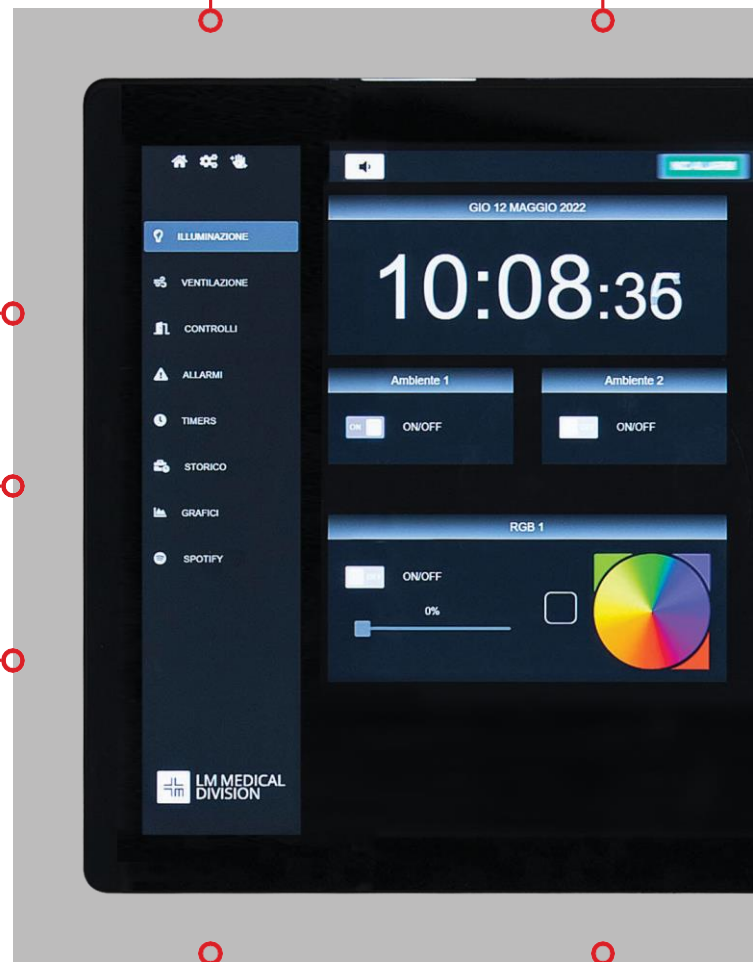 GIO 12 MAGGIO 2022
10:08:36
ILLUMINAZIONE
VENTILAZIONE
CONTROLLI
ALLARMI
TIMERS
STORICO
GRAFICI
SPOTIFY
Ambiente 1
ON
ON/OFF
Ambiente 2
ON/OFF
RGB 1
ON/OFF
0%
LM MEDICAL
DIVISION